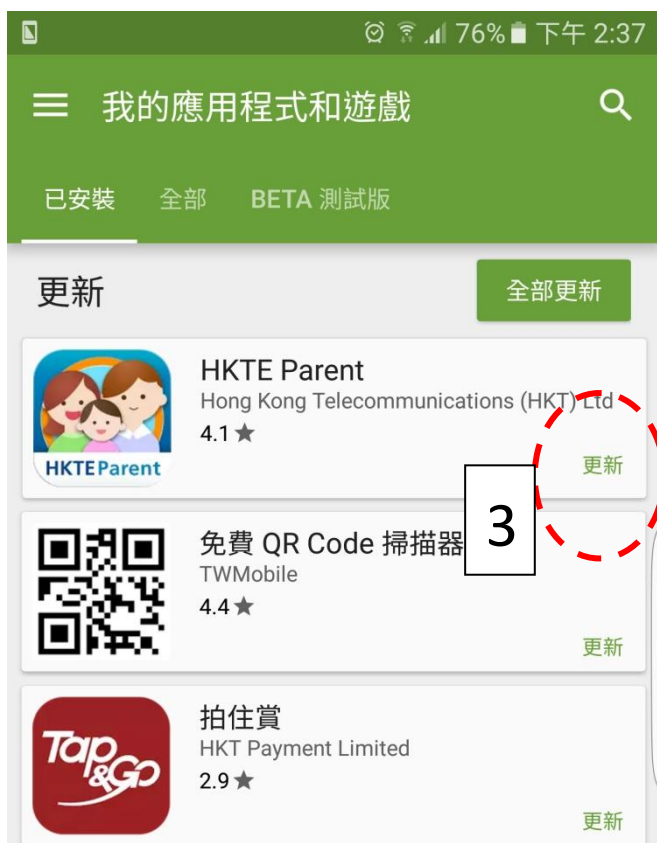 76% 下午 2:37
我的應用程式和遊戲
已安裝 全部 BETA 測試版
更新 全部更新
HKTE Parent
Hong Kong Telecommunications (HKT) Ltd
4.1★
HKTE Parent
更新
3
免費 QR Code 掃描器
TWMobile
4.4★
更新
拍住賞
HKT Payment Limited
Tap&Go
2.9★
更新